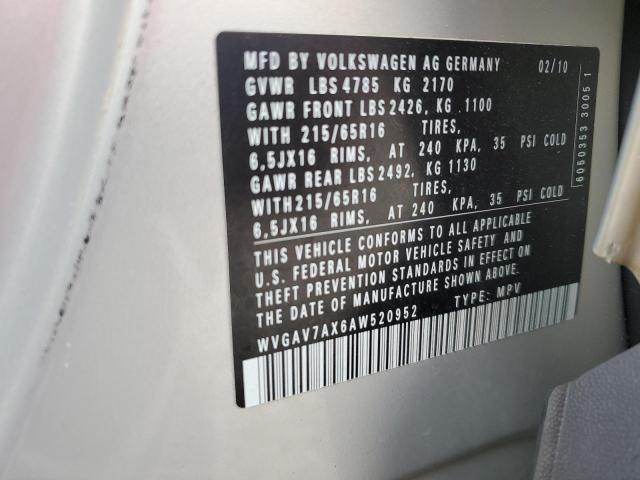 MFD BY VOLKSWAGEN AG GERMANY 02/10
GVWR LBS 4785 KG 2170
GAWR FRONT LBS 2426, KG 1100
WITH 215/65R16 TIRES,
6,5JX16 RIMS, AT 240 KPA, 35 PSI COLD
GAWR REAR LBS 2492, KG 1130
WITH 215/65R16 TIRES,
6,5JX16 RIMS, AT 240 KPA, 35 PSI COLD
THIS VEHICLE CONFORMS TO ALL APPLICABLE
U.S. FEDERAL MOTOR VEHICLE SAFETY AND
THEFT PREVENTION STANDARDS IN EFFECT ON
THE DATE OF MANUFACTURE SHOWN ABOVE.
WVGAV7AX6AW520952 TYPE: MPV
6050353 3005 1